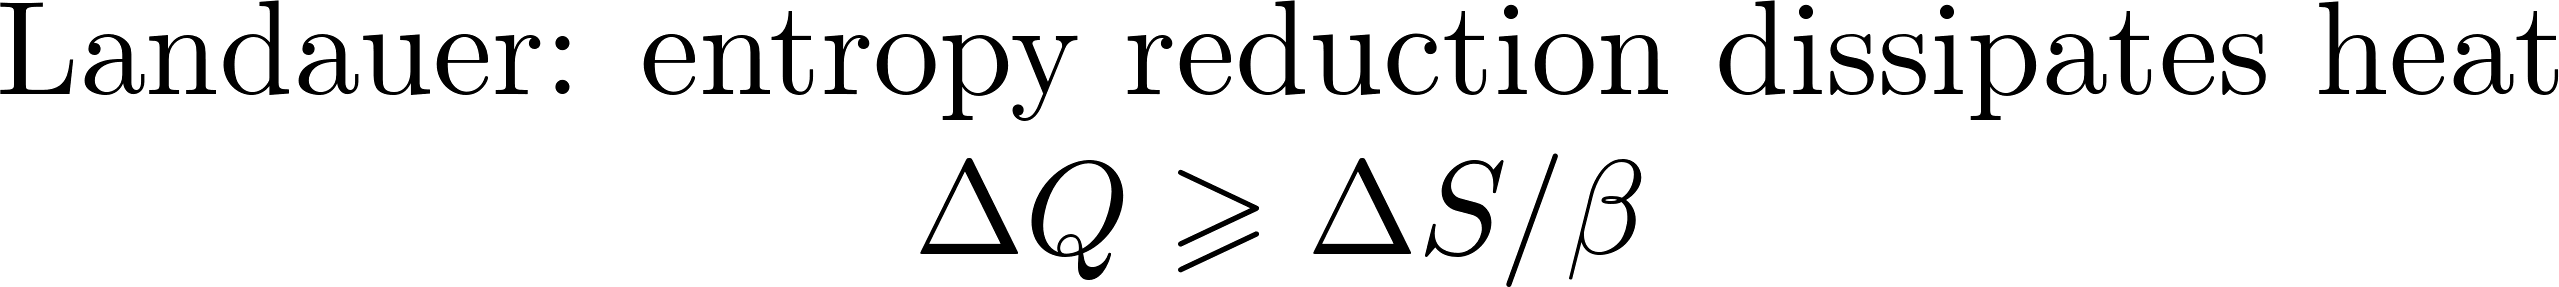 Landauer: entropy reduction dissipates heat
ΔQ ⩾ ΔS/β